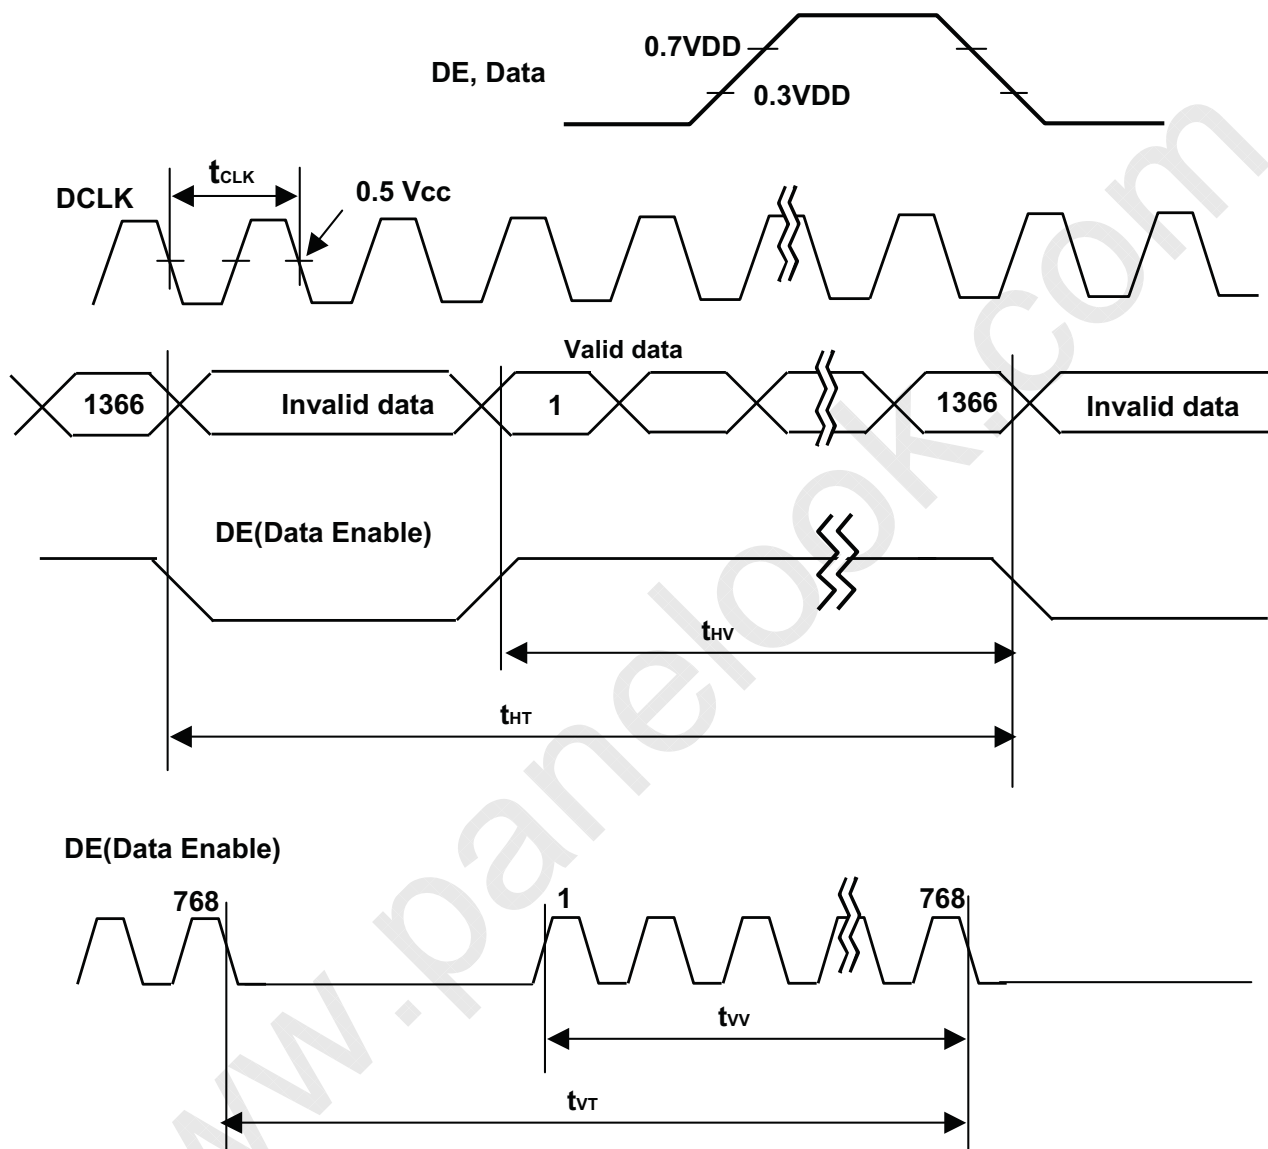 0.7VDD
DE, Data
0.3VDD
tCLK
DCLK
0.5 Vcc
Valid data
1366
Invalid data
1
1366
Invalid data
DE(Data Enable)
tHV
tHT
DE(Data Enable)
768
1
768
tVV
tVT
www.panelook.com